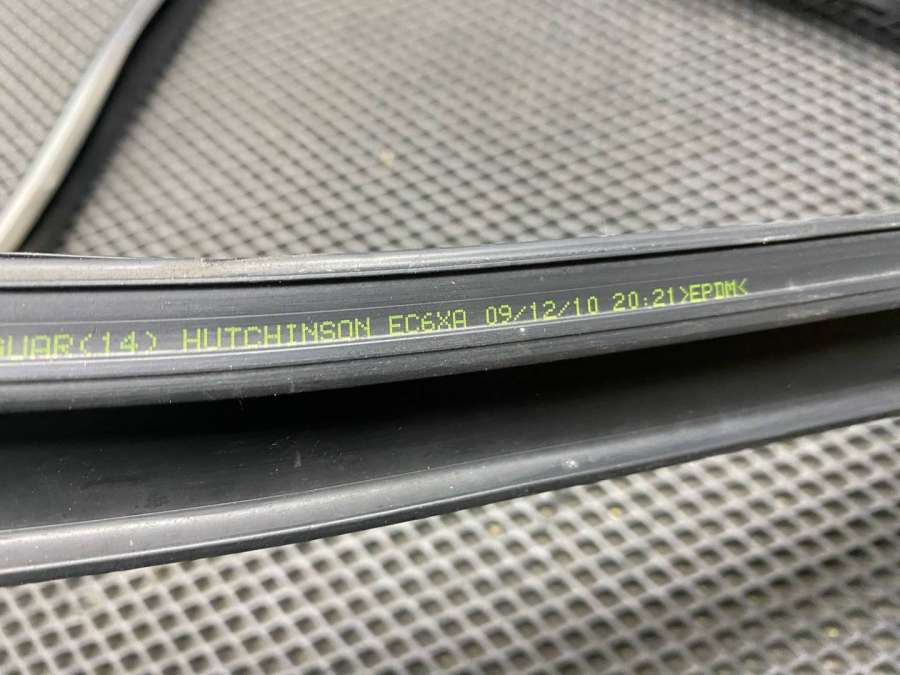 GUAR(14) HUTCHINSON EC6XA 09/12/10 20:21>EPDM<